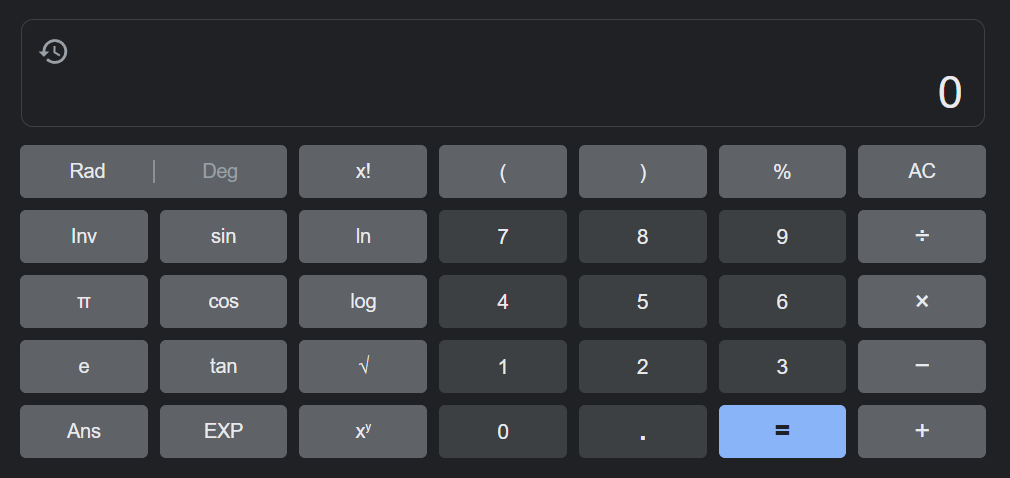 0
Rad | Deg x! ( ) % AC
Inv sin ln 7 8 9 ÷
π cos log 4 5 6 ×
e tan √ 1 2 3 −
Ans EXP xʸ 0 . = +